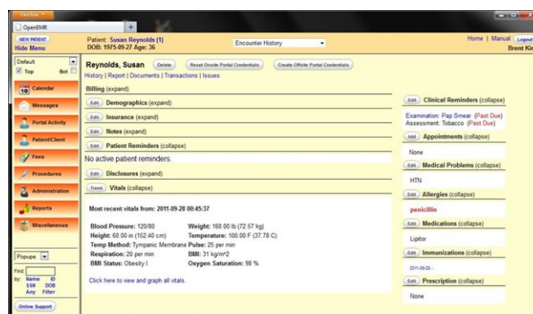 Firefox
OpenEMR
NEW PATIENT
Hide Menu
Patient: Susan Reynolds (1)
DOB: 1975-09-27 Age: 36
Encounter History
Home | Manual Logout
Brent Kin
Default
Top Bot
Calendar
Messages
Portal Activity
Patient/Client
Fees
Procedures
Administration
Reports
Miscellaneous
Popups
Find:
by: Name ID
SSN DOB
Any Filter
Online Support
Reynolds, Susan Delete Reset Onsite Portal Credentials Create Offsite Portal Credentials
History | Report | Documents | Transactions | Issues
Billing (expand)
Edit Demographics (expand)
Edit Insurance (expand)
Edit Notes (expand)
Edit Patient Reminders (collapse)
No active patient reminders.
Edit Disclosures (expand)
Trend Vitals (collapse)
Most recent vitals from: 2011-09-28 00:45:37
Blood Pressure: 120/80 Weight: 160.00 lb (72.57 kg)
Height: 60.00 in (152.40 cm) Temperature: 100.00 F (37.78 C)
Temp Method: Tympanic Membrane Pulse: 25 per min
Respiration: 20 per min BMI: 31 kg/m^2
BMI Status: Obesity I Oxygen Saturation: 98 %
Click here to view and graph all vitals.
Edit Clinical Reminders (collapse)
Examination: Pap Smear (Past Due)
Assessment: Tobacco (Past Due)
Add Appointments (collapse)
None
Edit Medical Problems (collapse)
HTN
Edit Allergies (collapse)
penicillin
Edit Medications (collapse)
Lipitor
Edit Immunizations (collapse)
2011-09-28 -
Edit Prescription (collapse)
None